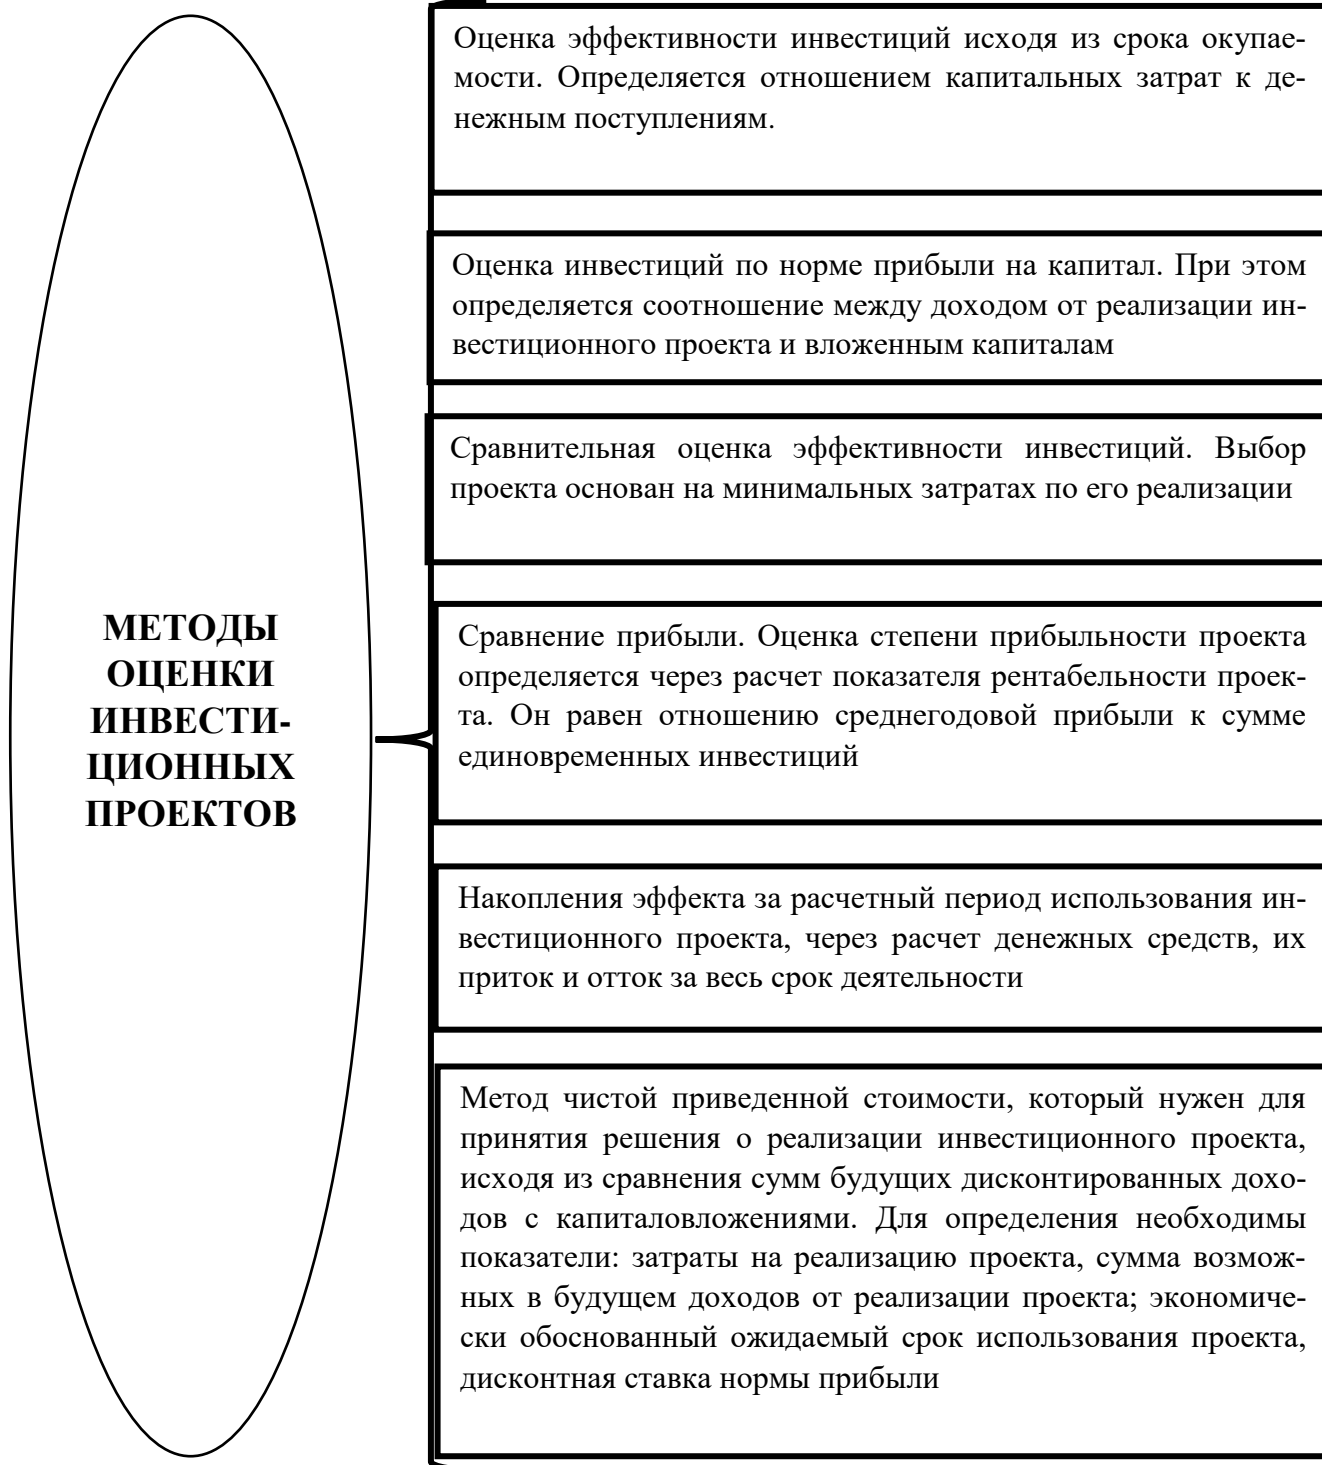 МЕТОДЫ
ОЦЕНКИ
ИНВЕСТИ-
ЦИОННЫХ
ПРОЕКТОВ
Оценка эффективности инвестиций исходя из срока окупае-
мости. Определяется отношением капитальных затрат к де-
нежным поступлениям.
Оценка инвестиций по норме прибыли на капитал. При этом
определяется соотношение между доходом от реализации ин-
вестиционного проекта и вложенным капиталам
Сравнительная оценка эффективности инвестиций. Выбор
проекта основан на минимальных затратах по его реализации
Сравнение прибыли. Оценка степени прибыльности проекта
определяется через расчет показателя рентабельности проек-
та. Он равен отношению среднегодовой прибыли к сумме
единовременных инвестиций
Накопления эффекта за расчетный период использования ин-
вестиционного проекта, через расчет денежных средств, их
приток и отток за весь срок деятельности
Метод чистой приведенной стоимости, который нужен для
принятия решения о реализации инвестиционного проекта,
исходя из сравнения сумм будущих дисконтированных дохо-
дов с капиталовложениями. Для определения необходимы
показатели: затраты на реализацию проекта, сумма возмож-
ных в будущем доходов от реализации проекта; экономиче-
ски обоснованный ожидаемый срок использования проекта,
дисконтная ставка нормы прибыли